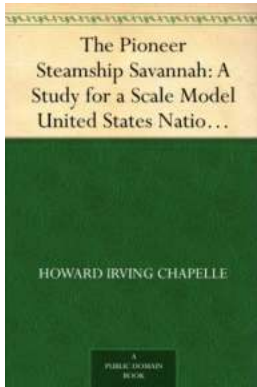 The Pioneer
Steamship Savannah: A
Study for a Scale Model
United States Natio...
HOWARD IRVING CHAPELLE
A
PUBLIC DOMAIN
BOOK